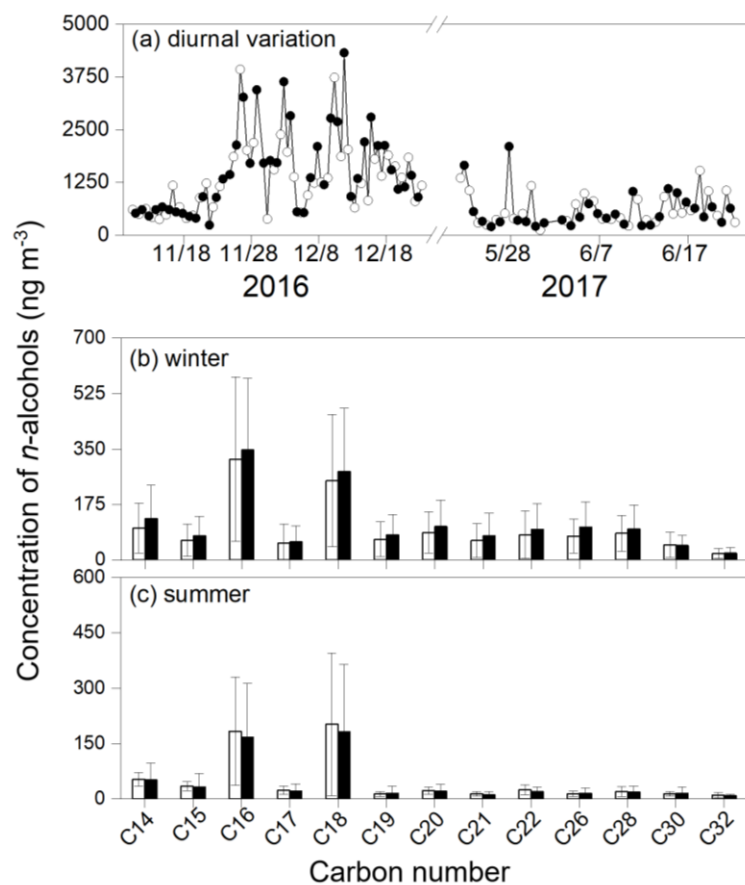 Concentration of n-alcohols (ng m⁻³)
(a) diurnal variation
5000
3750
2500
1250
0
11/18 11/28 12/8 12/18 5/28 6/7 6/17
2016 2017
(b) winter
700
525
350
175
0
(c) summer
600
450
300
150
0
C14 C15 C16 C17 C18 C19 C20 C21 C22 C26 C28 C30 C32
Carbon number